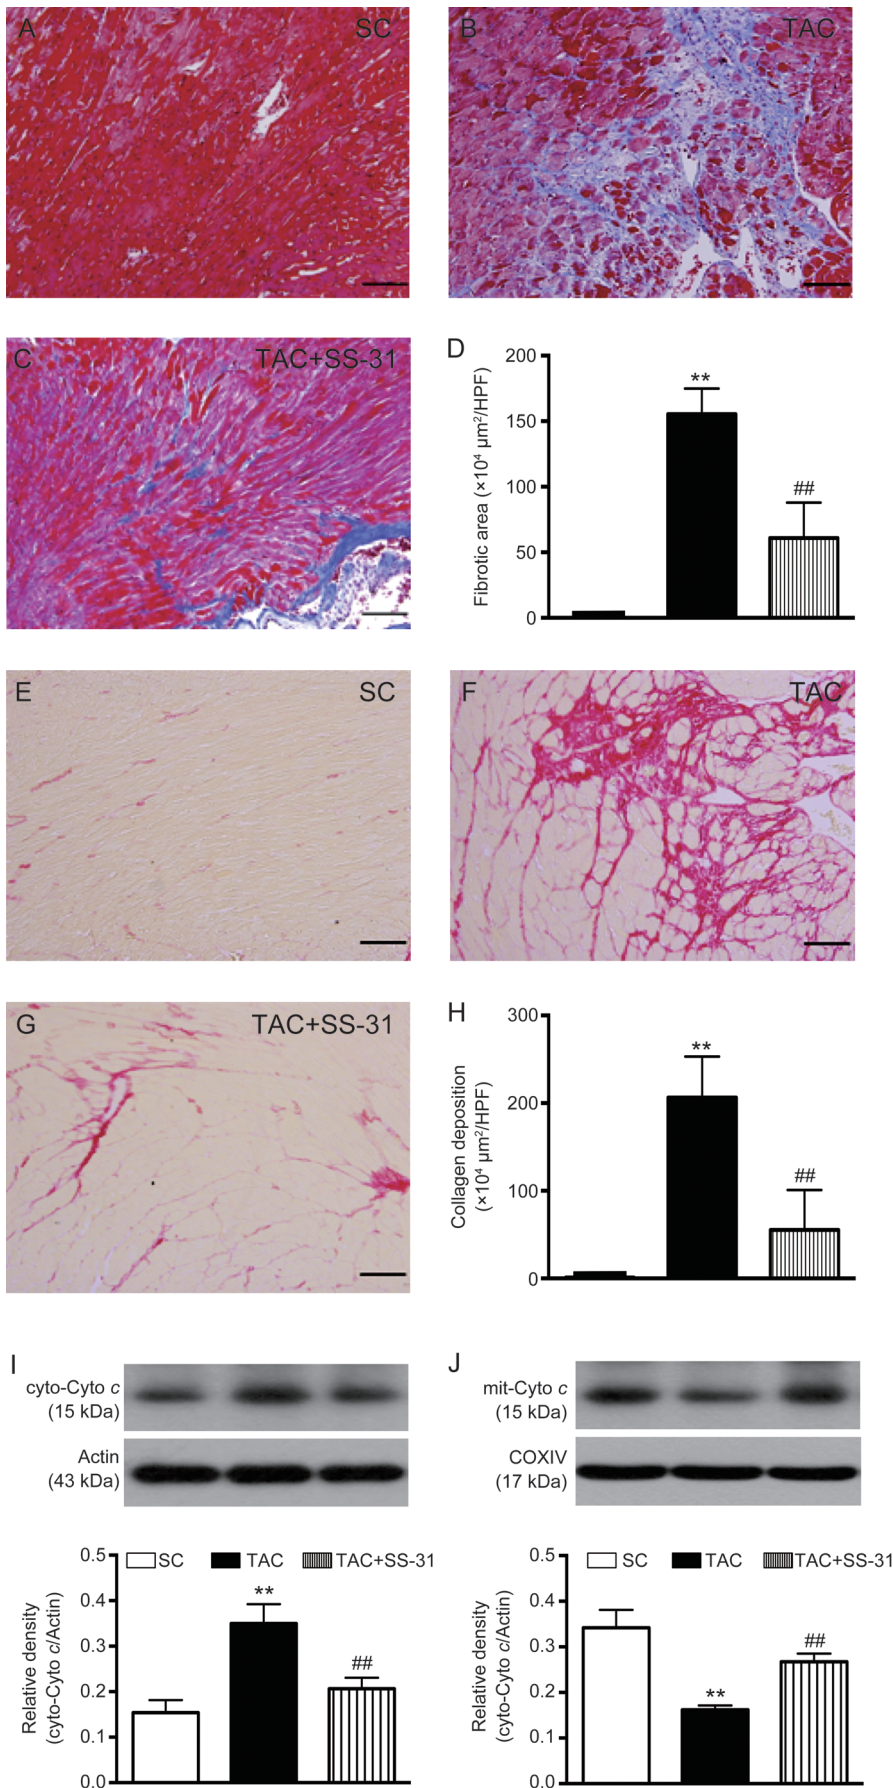 A SC
B TAC
C TAC+SS-31
D
Fibrotic area (×10⁴ μm²/HPF)
200
150
100
50
0
**
##
E SC
F TAC
G TAC+SS-31
H
Collagen deposition
(×10⁴ μm²/HPF)
300
200
100
0
**
##
I
cyto-Cyto c
(15 kDa)
Actin
(43 kDa)
Relative density
(cyto-Cyto c/Actin)
0.5
0.4
0.3
0.2
0.1
0.0
SC TAC TAC+SS-31
**
##
J
mit-Cyto c
(15 kDa)
COXIV
(17 kDa)
Relative density
(cyto-Cyto c/Actin)
0.5
0.4
0.3
0.2
0.1
0.0
SC TAC TAC+SS-31
**
##